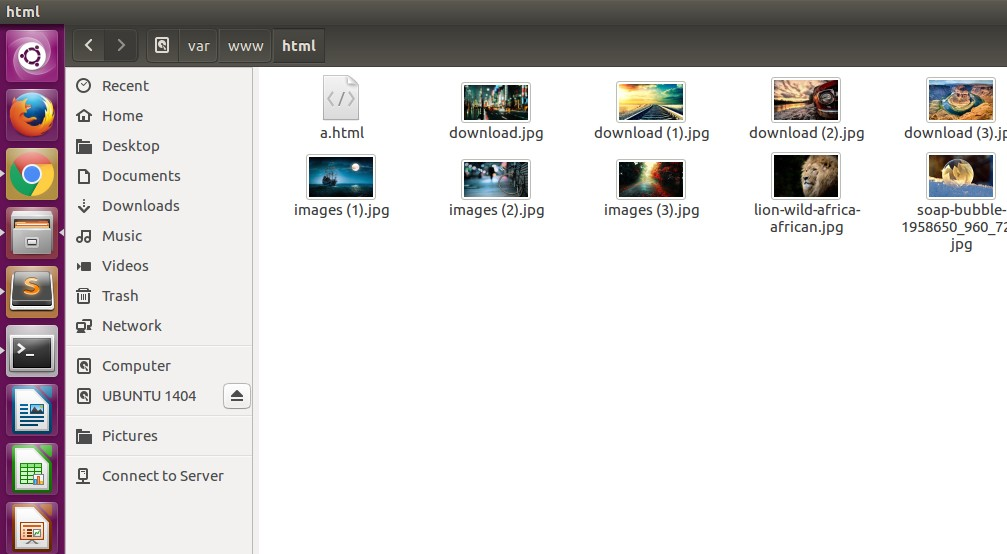 html
var
www
html
Recent
Home
Desktop
Documents
Downloads
Music
Videos
Trash
Network
Computer
UBUNTU 1404
Pictures
Connect to Server
a.html
download.jpg
download (1).jpg
download (2).jpg
download (3).jp
images (1).jpg
images (2).jpg
images (3).jpg
lion-wild-africa-
african.jpg
soap-bubble-
1958650_960_72
jpg